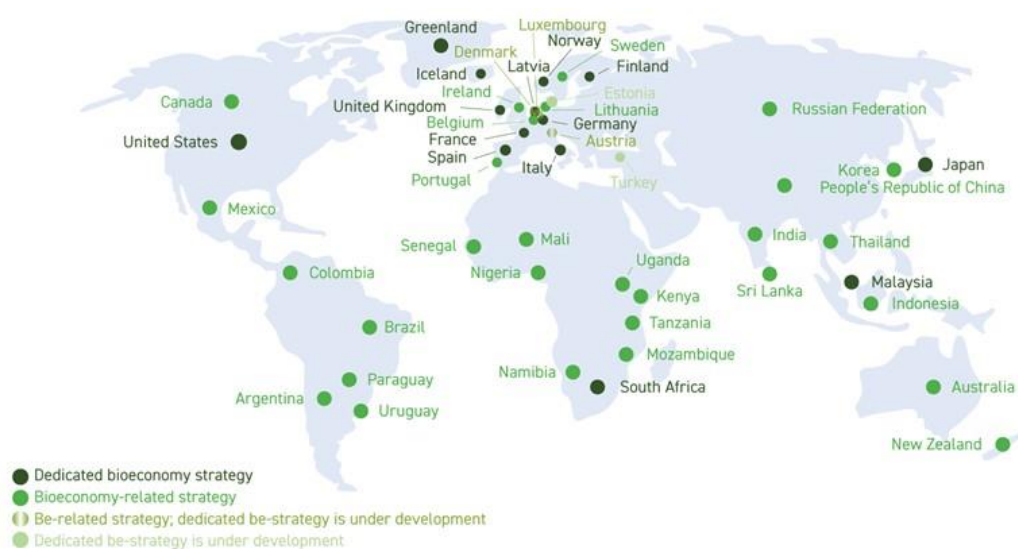 Greenland
Luxembourg
Norway
Denmark
Sweden
Latvia
Finland
Iceland
Ireland
Estonia
Canada
United Kingdom
Lithuania
Russian Federation
Belgium
Germany
United States
France
Austria
Spain
Italy
Japan
Korea
Portugal
Turkey
People's Republic of China
Mexico
Senegal
Mali
India
Thailand
Uganda
Colombia
Nigeria
Malaysia
Sri Lanka
Kenya
Indonesia
Brazil
Tanzania
Mozambique
Namibia
Paraguay
South Africa
Australia
Argentina
Uruguay
New Zealand
Dedicated bioeconomy strategy
Bioeconomy-related strategy
Be-related strategy; dedicated be-strategy is under development
Dedicated be-strategy is under development